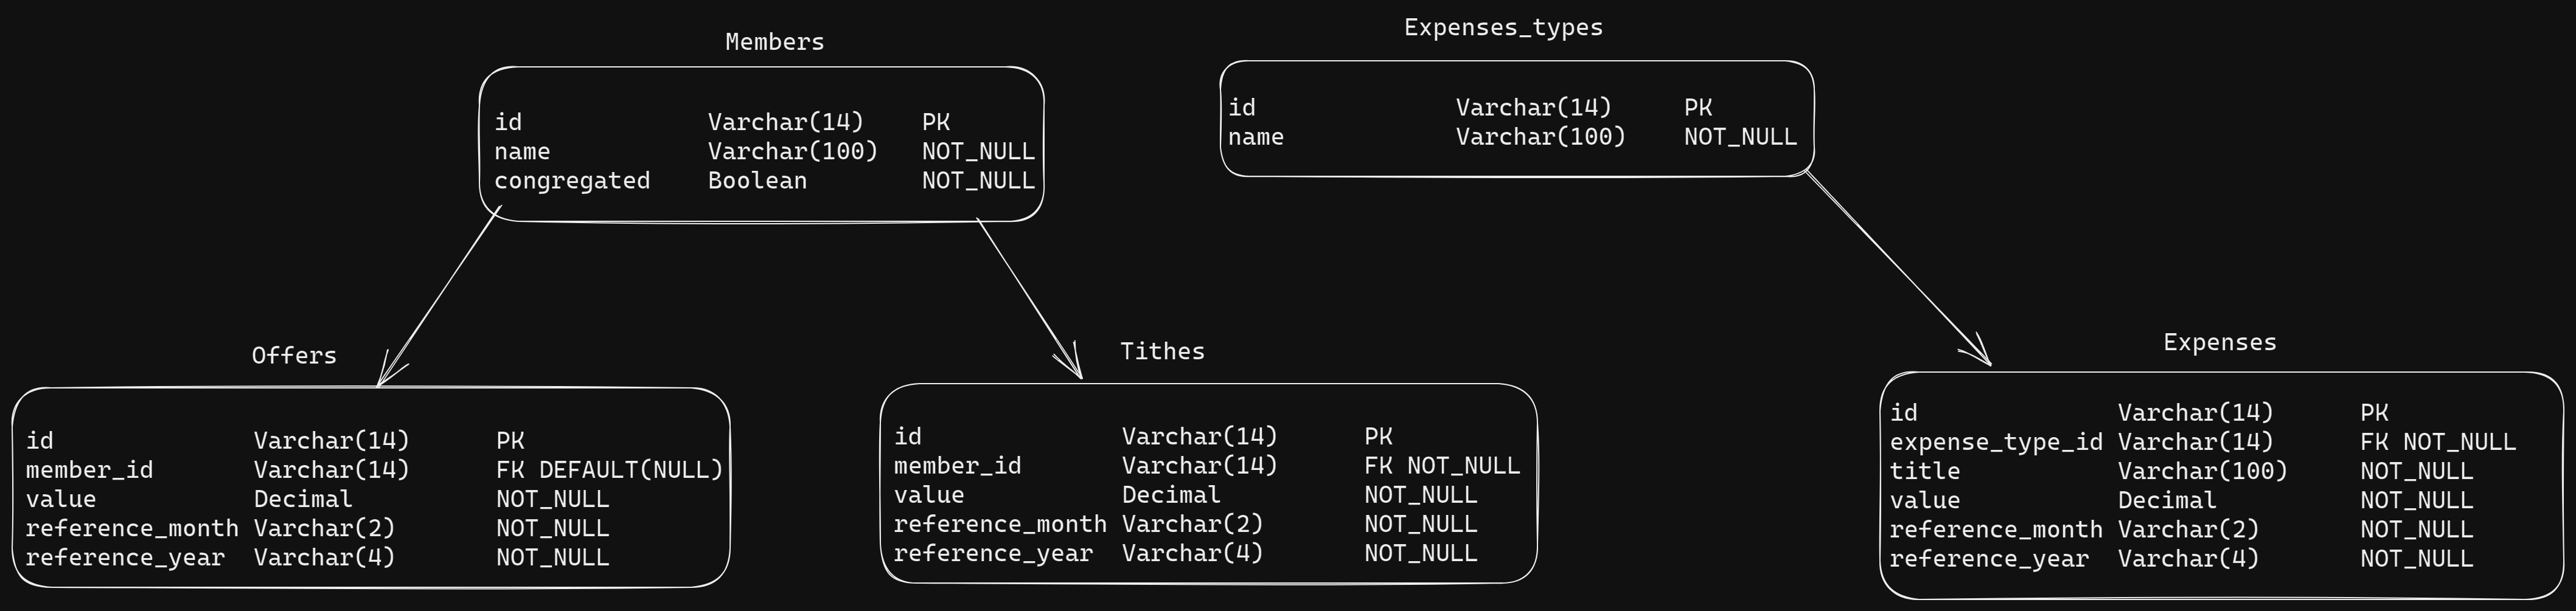 Members
id Varchar(14) PK
name Varchar(100) NOT_NULL
congregated Boolean NOT_NULL
Expenses_types
id Varchar(14) PK
name Varchar(100) NOT_NULL
Offers
id Varchar(14) PK
member_id Varchar(14) FK DEFAULT(NULL)
value Decimal NOT_NULL
reference_month Varchar(2) NOT_NULL
reference_year Varchar(4) NOT_NULL
Tithes
id Varchar(14) PK
member_id Varchar(14) FK NOT_NULL
value Decimal NOT_NULL
reference_month Varchar(2) NOT_NULL
reference_year Varchar(4) NOT_NULL
Expenses
id Varchar(14) PK
expense_type_id Varchar(14) FK NOT_NULL
title Varchar(100) NOT_NULL
value Decimal NOT_NULL
reference_month Varchar(2) NOT_NULL
reference_year Varchar(4) NOT_NULL